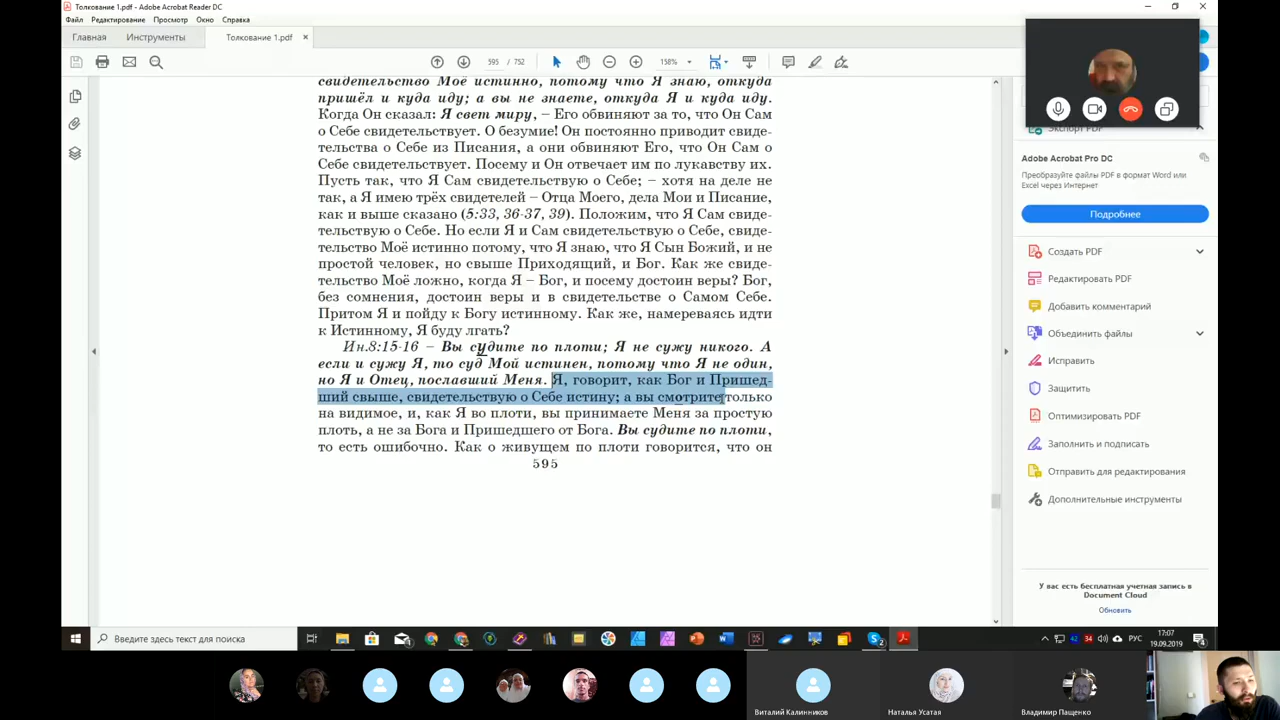 Толкование 1.pdf - Adobe Acrobat Reader DC
Файл Редактирование Просмотр Окно Справка
Главная Инструменты Толкование 1.pdf ×
593 / 752 158%
свидетельство Моё истинно, потому что Я знаю, откуда
пришёл и куда иду; а вы не знаете, откуда Я и куда иду.
Когда Он сказал: Я свет миру, – Его обвиняют за то, что Он Сам
о Себе свидетельствует. О безумие! Он постоянно приводит свиде-
тельства о Себе из Писания, а они обвиняют Его, что Он Сам о
Себе свидетельствует. Посему и Он отвечает им по лукавству их.
Пусть так, что Я Сам свидетельствую о Себе; – хотя на деле не
так, а Я имею трёх свидетелей – Отца Моего, дела Мои и Писание,
как и выше сказано (5:33, 36-37, 39). Положим, что Я Сам свиде-
тельствую о Себе. Но если Я и Сам свидетельствую о Себе, свиде-
тельство Моё истинно потому, что Я знаю, что Я Сын Божий, и не
простой человек, но свыше Приходящий, и Бог. Как же свиде-
тельство Моё ложно, когда Я – Бог, и посему достоин веры? Бог,
без сомнения, достоин веры и в свидетельстве о Самом Себе.
Притом Я и пойду к Богу истинному. Как же, намереваясь идти
к Истинному, Я буду лгать?
Ин.8:15-16 – Вы судите по плоти; Я не сужу никого. А
если и сужу Я, то суд Мой истинен, потому что Я не один,
но Я и Отец, пославший Меня. Я, говорит, как Бог и Пришед-
ший свыше, свидетельствую о Себе истину; а вы смотрите только
на видимое, и, как Я во плоти, вы принимаете Меня за простую
плоть, а не за Бога и Пришедшего от Бога. Вы судите по плоти,
то есть ошибочно. Как о живущем по плоти говорится, что он
595
Экспорт PDF
Adobe Acrobat Pro DC
Преобразуйте файлы PDF в формат Word или
Excel через Интернет
Подробнее
Создать PDF
Редактировать PDF
Добавить комментарий
Объединить файлы
Исправить
Защитить
Оптимизировать PDF
Заполнить и подписать
Отправить для редактирования
Дополнительные инструменты
У вас есть бесплатная учетная запись в
Document Cloud
Обновить
Введите здесь текст для поиска
42 34 РУС
17:07
19.09.2019
4
Виталий Калинников Наталья Усатая Владимир Пащенко